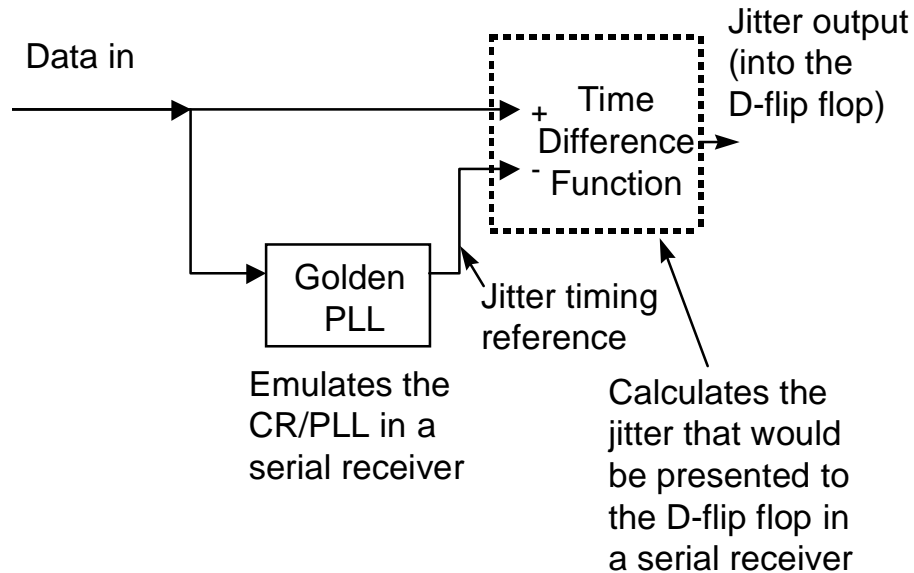 Data in
Jitter output
(into the
D-flip flop)
+
Time
Difference
-
Function
Golden
PLL
Jitter timing
reference
Emulates the
CR/PLL in a
serial receiver
Calculates the
jitter that would
be presented to
the D-flip flop in
a serial receiver